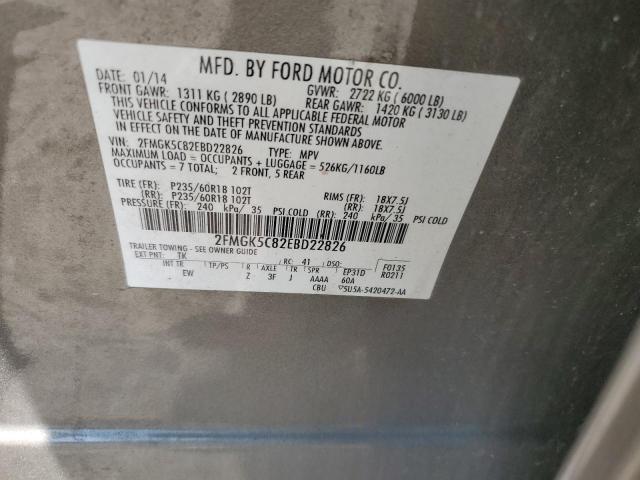 MFD. BY FORD MOTOR CO.
DATE: 01/14 GVWR: 2722 KG ( 6000 LB)
FRONT GAWR: 1311 KG ( 2890 LB) REAR GAWR: 1420 KG ( 3130 LB)
THIS VEHICLE CONFORMS TO ALL APPLICABLE FEDERAL MOTOR
VEHICLE SAFETY AND THEFT PREVENTION STANDARDS
IN EFFECT ON THE DATE OF MANUFACTURE SHOWN ABOVE.
VIN: 2FMGK5C82EBD22826 TYPE: MPV
MAXIMUM LOAD = OCCUPANTS + LUGGAGE = 526KG/1160LB
OCCUPANTS = 7 TOTAL; 2 FRONT, 5 REAR
TIRE (FR): P235/60R18 102T RIMS (FR): 18X7.5J
(RR): P235/60R18 102T (RR): 18X7.5J
PRESSURE (FR): 240 kPa/ 35 PSI COLD (RR): 240 kPa/ 35 PSI COLD
2FMGK5C82EBD22826
TRAILER TOWING - SEE OWNER GUIDE
EXT PNT: TK RC: 41 DSO: F0135
INT TR TP/PS R AXLE TR SPR EP31D R0211
EW Z 3F J AAAA 60A
CBU 5U5A-5420472-AA